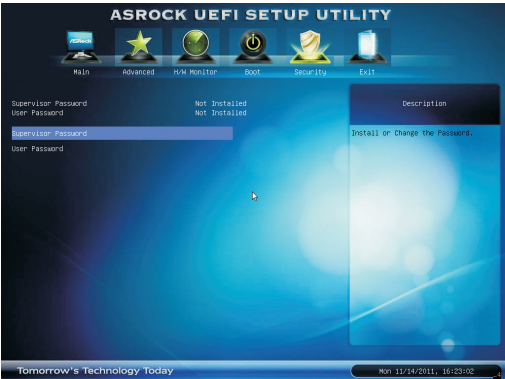 ASROCK UEFI SETUP UTILITY
/ISRock
Main Advanced H/W Monitor Boot Security Exit
Supervisor Password Not Installed
User Password Not Installed
Supervisor Password
User Password
Description
Install or Change the Password.
Tomorrow's Technology Today
Mon 11/14/2011, 16:23:02